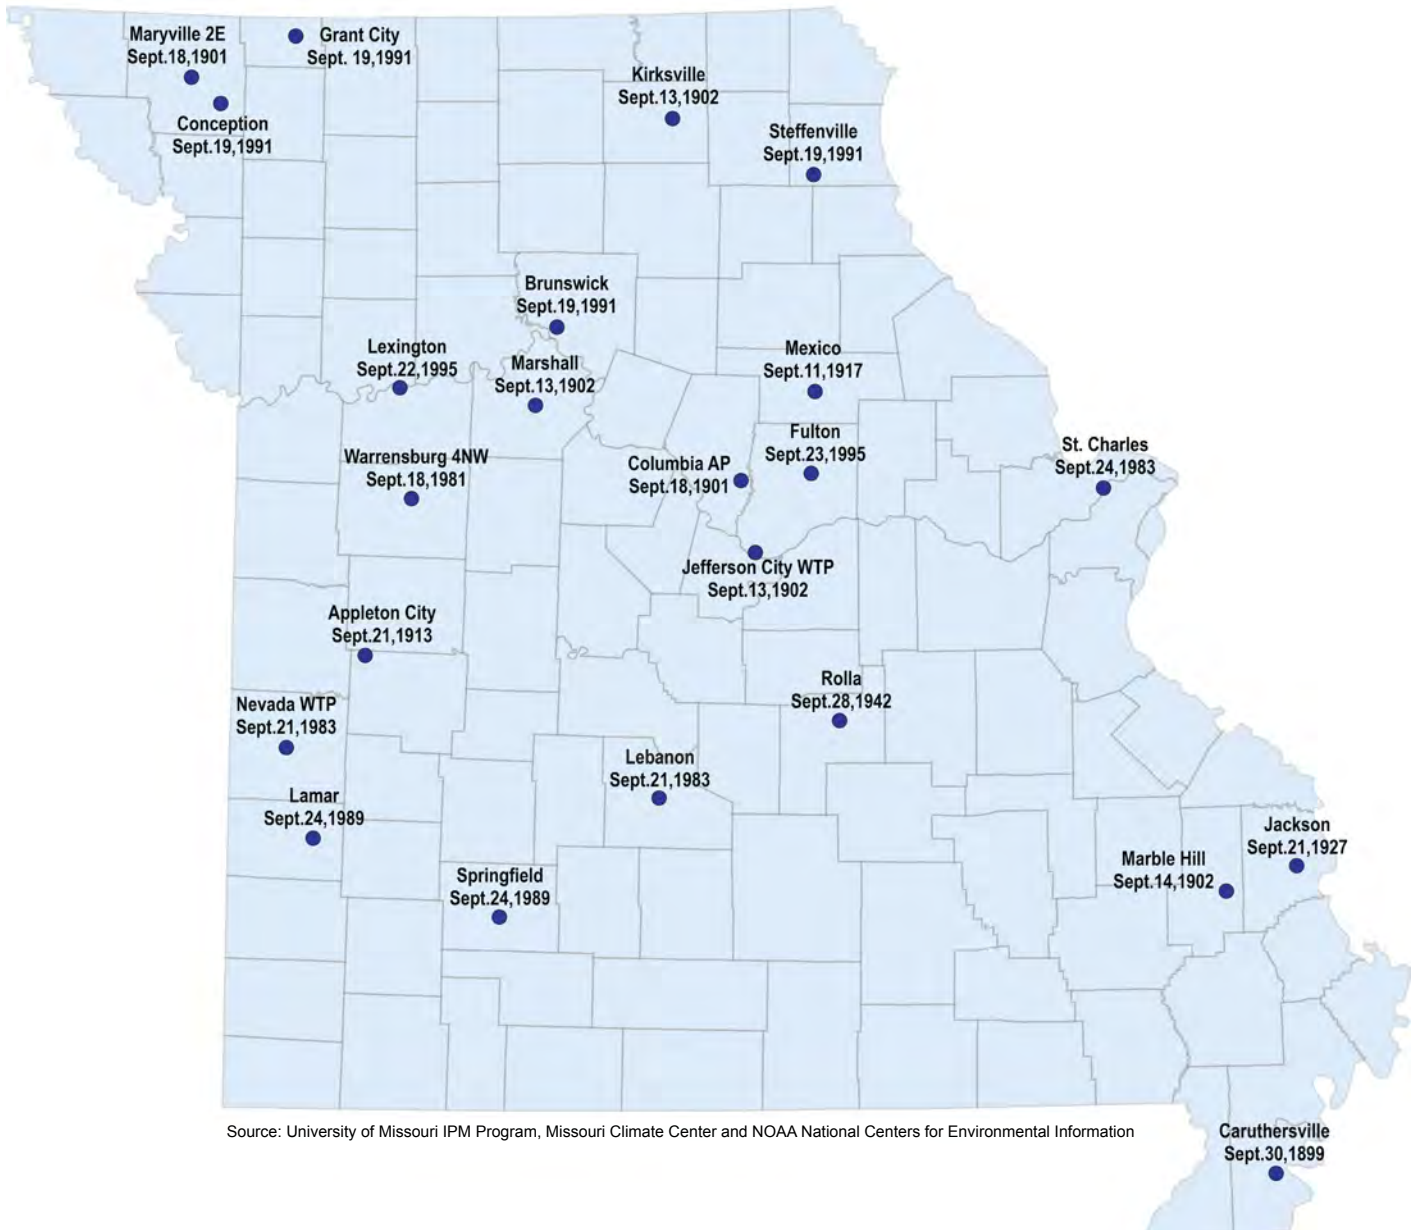 Maryville 2E
Sept.18,1901
Grant City
Sept. 19,1991
Conception
Sept.19,1991
Kirksville
Sept.13,1902
Steffenville
Sept.19,1991
Brunswick
Sept.19,1991
Lexington
Sept.22,1995
Marshall
Sept.13,1902
Mexico
Sept.11,1917
Fulton
Sept.23,1995
St. Charles
Sept.24,1983
Warrensburg 4NW
Sept.18,1981
Columbia AP
Sept.18,1901
Jefferson City WTP
Sept.13,1902
Appleton City
Sept.21,1913
Rolla
Sept.28,1942
Nevada WTP
Sept.21,1983
Lebanon
Sept.21,1983
Lamar
Sept.24,1989
Jackson
Sept.21,1927
Marble Hill
Sept.14,1902
Springfield
Sept.24,1989
Source: University of Missouri IPM Program, Missouri Climate Center and NOAA National Centers for Environmental Information
Caruthersville
Sept.30,1899